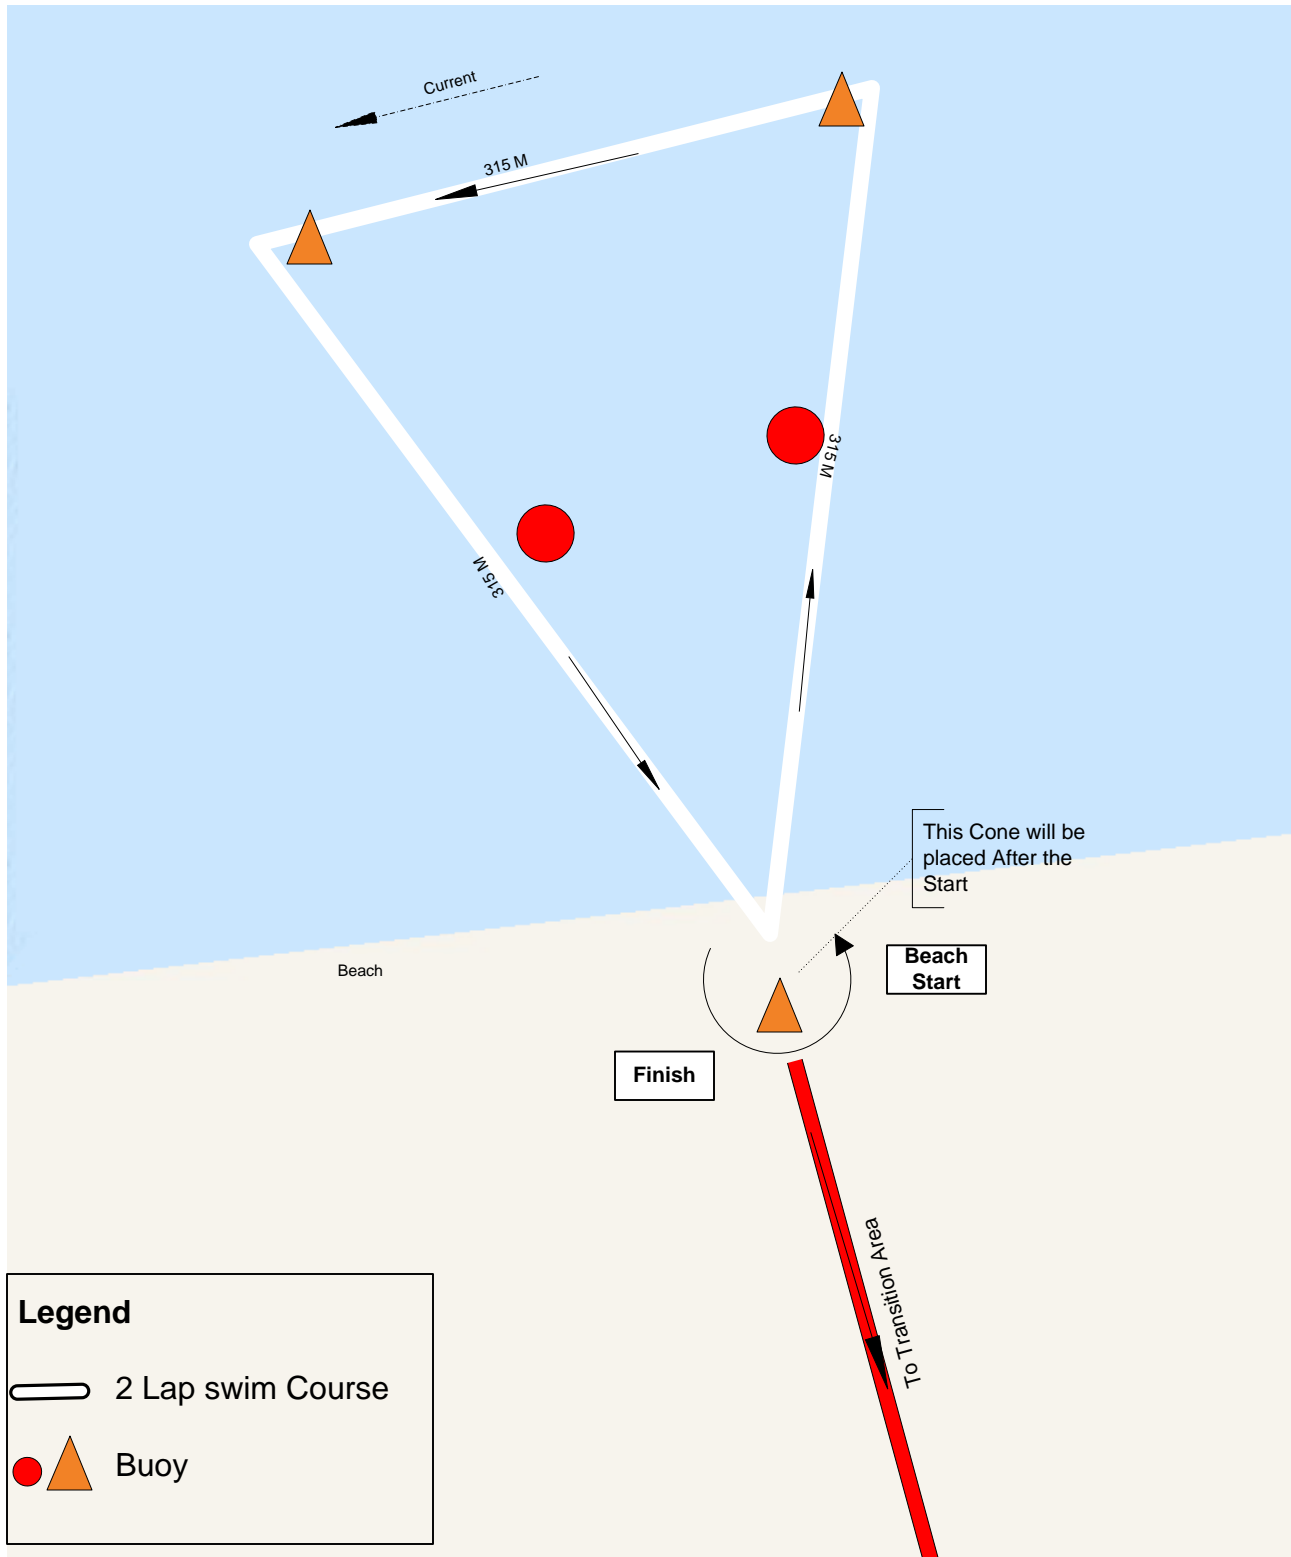 Current
315 M
315 M
315 M
This Cone will be
placed After the
Start
Beach
Beach
Start
Finish
To Transition Area
Legend
2 Lap swim Course
Buoy